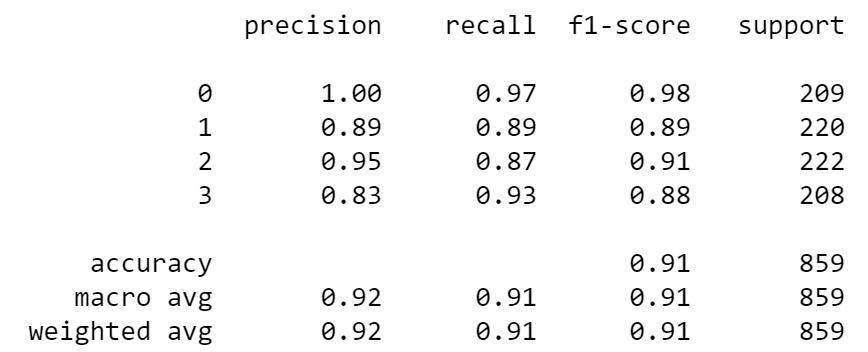 precision recall f1-score support
0 1.00 0.97 0.98 209
1 0.89 0.89 0.89 220
2 0.95 0.87 0.91 222
3 0.83 0.93 0.88 208
accuracy 0.91 859
macro avg 0.92 0.91 0.91 859
weighted avg 0.92 0.91 0.91 859